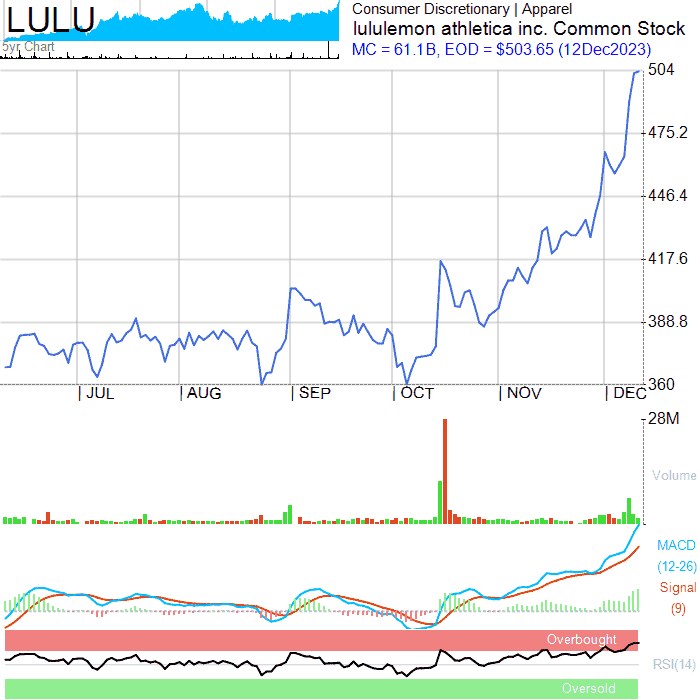 LULU
5yr Chart
Consumer Discretionary | Apparel
lululemon athletica inc. Common Stock
MC = 61.1B, EOD = $503.65 (12Dec2023)
504
475.2
446.4
417.6
388.8
360
| JUL | AUG | SEP | OCT | NOV | DEC
28M
Volume
MACD
(12-26)
Signal
(9)
Overbought
RSI(14)
Oversold